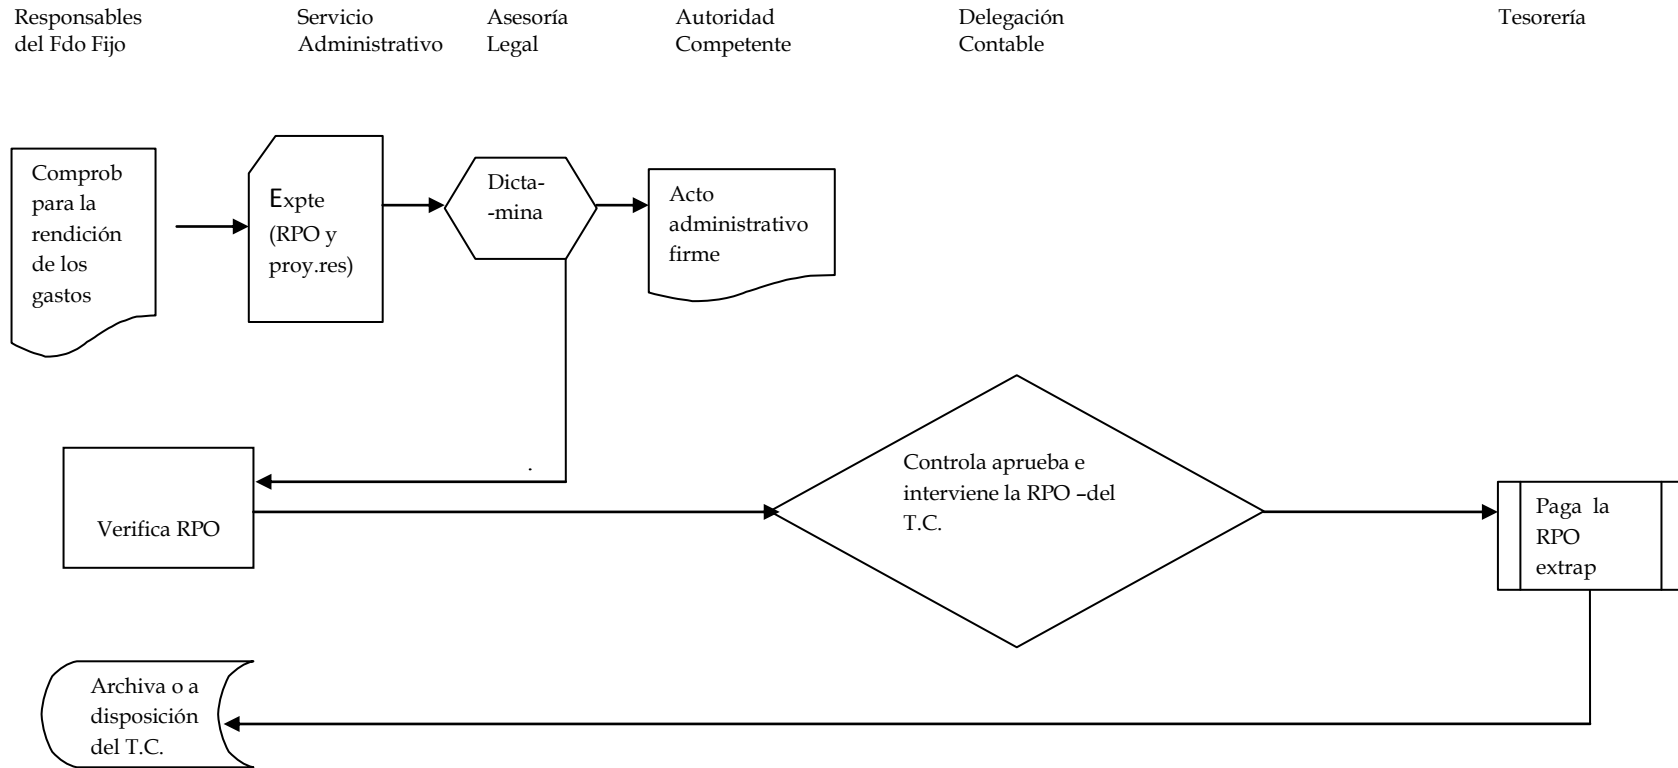 Responsables
del Fdo Fijo
Servicio
Administrativo
Asesoría
Legal
Autoridad
Competente
Delegación
Contable
Tesorería
Comprob
para la
rendición
de los
gastos
Expte
(RPO y
proy.res)
Dicta-
-mina
Acto
administrativo
firme
.
Verifica RPO
Controla aprueba e
interviene la RPO –del
T.C.
Paga la
RPO
extrap
Archiva o a
disposición
del T.C.